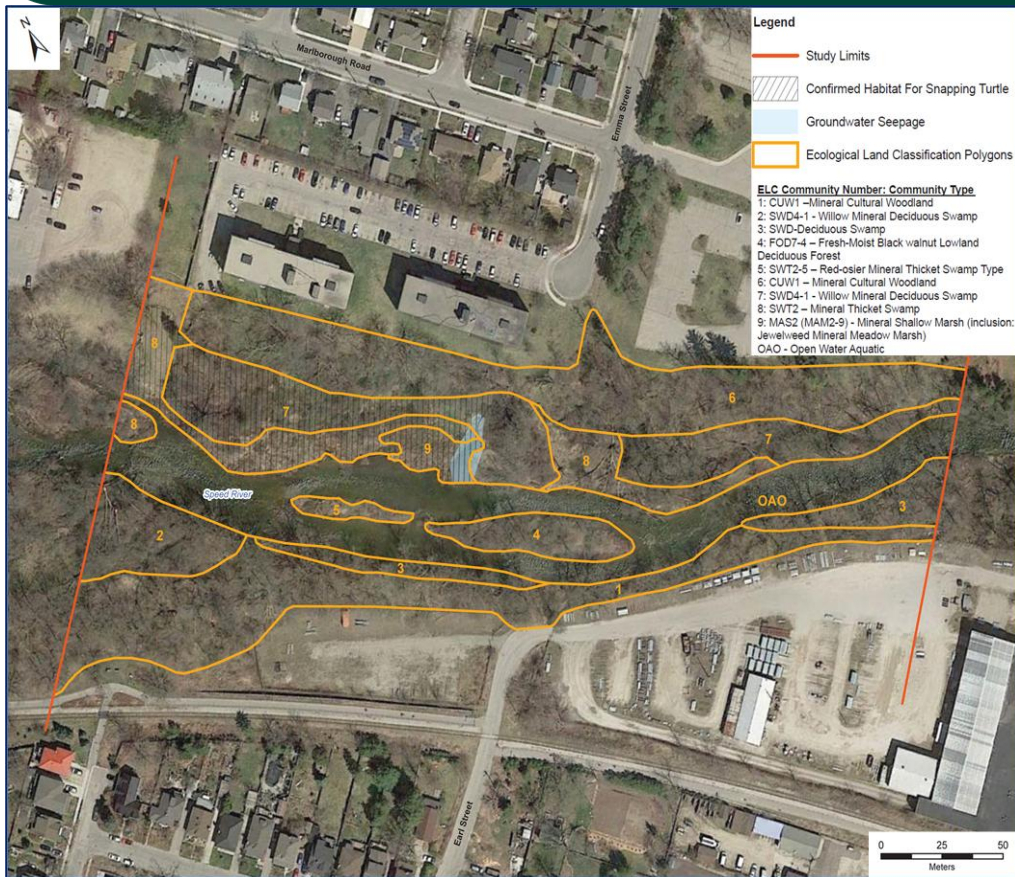 N
Marlborough Road
Emma Street
Legend
Study Limits
Confirmed Habitat For Snapping Turtle
Groundwater Seepage
Ecological Land Classification Polygons
ELC Community Number: Community Type
1: CUW1 –Mineral Cultural Woodland
2: SWD4-1 - Willow Mineral Deciduous Swamp
3: SWD-Deciduous Swamp
4: FOD7-4 – Fresh-Moist Black walnut Lowland
Deciduous Forest
5: SWT2-5 – Red-osier Mineral Thicket Swamp Type
6: CUW1 – Mineral Cultural Woodland
7: SWD4-1 - Willow Mineral Deciduous Swamp
8: SWT2 – Mineral Thicket Swamp
9: MAS2 (MAM2-9) - Mineral Shallow Marsh (inclusion:
Jewelweed Mineral Meadow Marsh)
OAO - Open Water Aquatic
8
6
7
8
9
8
7
Speed River
5
OAO
3
4
2
3
1
Earl Street
0 25 50
Meters